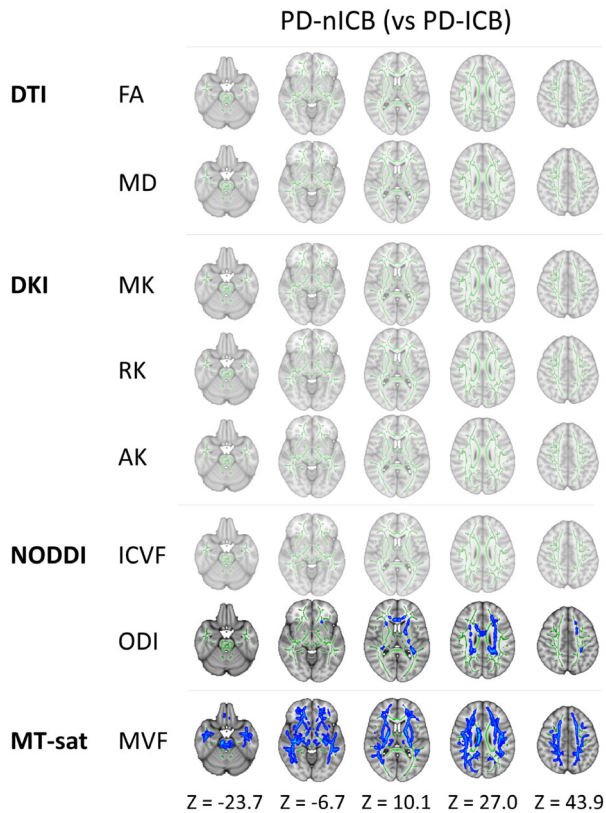 PD-nICB (vs PD-ICB)
DTI FA
MD
DKI MK
RK
AK
NODDI ICVF
ODI
MT-sat MVF
Z = -23.7 Z = -6.7 Z = 10.1 Z = 27.0 Z = 43.9